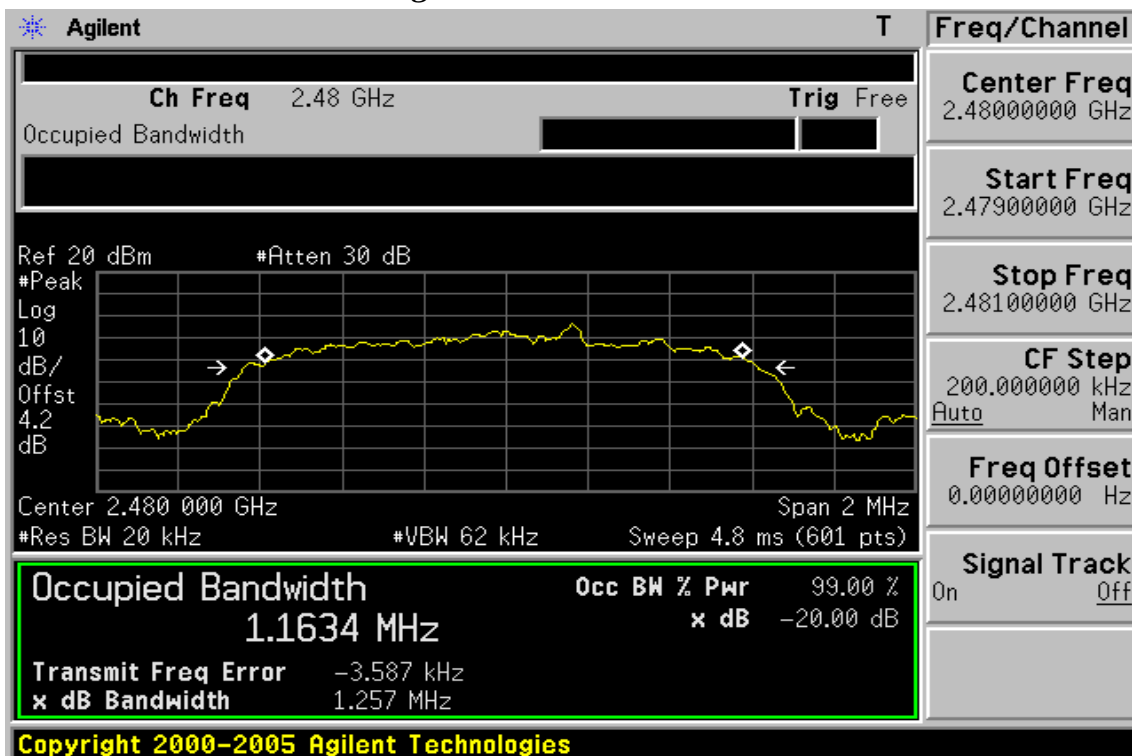 Agilent T Freq/Channel
Ch Freq 2.48 GHz Trig Free
Occupied Bandwidth
Center Freq
2.48000000 GHz
Start Freq
2.47900000 GHz
Stop Freq
2.48100000 GHz
CF Step
200.000000 kHz
Auto Man
Freq Offset
0.00000000 Hz
Signal Track
On Off
Ref 20 dBm #Atten 30 dB
#Peak
Log
10
dB/
Offst
4.2
dB
Center 2.480 000 GHz Span 2 MHz
#Res BW 20 kHz #VBW 62 kHz Sweep 4.8 ms (601 pts)
Occupied Bandwidth
1.1634 MHz
Occ BW % Pwr 99.00 %
x dB -20.00 dB
Transmit Freq Error -3.587 kHz
x dB Bandwidth 1.257 MHz
Copyright 2000-2005 Agilent Technologies